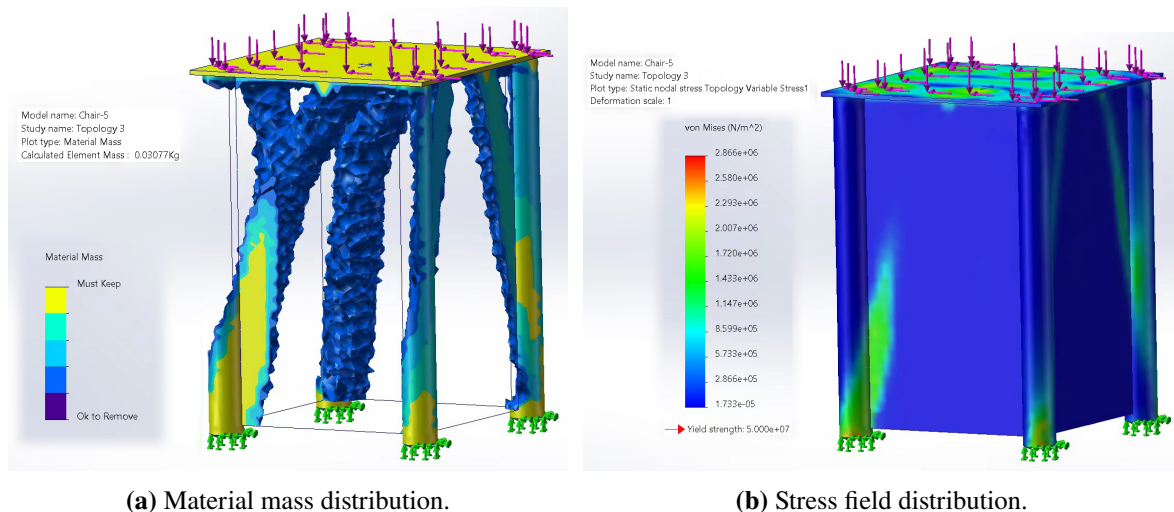 Model name: Chair-5
Study name: Topology 3
Plot type: Material Mass
Calculated Element Mass : 0.03077Kg
Material Mass
Must Keep
Ok to Remove
(a) Material mass distribution.
Model name: Chair-5
Study name: Topology 3
Plot type: Static nodal stress Topology Variable Stress1
Deformation scale: 1
von Mises (N/m^2)
2.866e+06
2.580e+06
2.293e+06
2.007e+06
1.720e+06
1.433e+06
1.147e+06
8.599e+05
5.733e+05
2.866e+05
1.733e-05
Yield strength: 5.000e+07
(b) Stress field distribution.